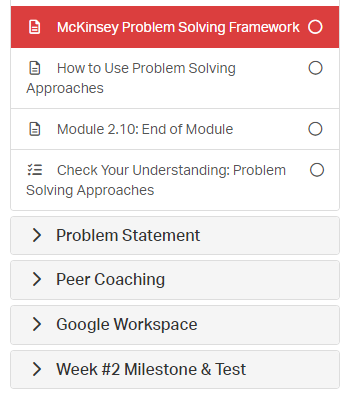 McKinsey Problem Solving Framework
How to Use Problem Solving
Approaches
Module 2.10: End of Module
Check Your Understanding: Problem
Solving Approaches
Problem Statement
Peer Coaching
Google Workspace
Week #2 Milestone & Test